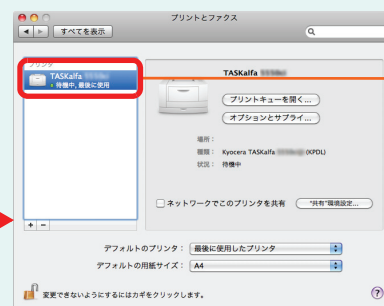 プリントとファクス
すべてを表示
プリンタ
TASKalfa
待機中, 最後に使用
TASKalfa
プリントキューを開く...
オプションとサプライ...
場所 :
種類 : Kyocera TASKalfa (KPDL)
状況 : 待機中
ネットワークでこのプリンタを共有
"共有"環境設定...
+ −
デフォルトのプリンタ : 最後に使用したプリンタ
デフォルトの用紙サイズ : A4
変更できないようにするにはカギをクリックします。
?